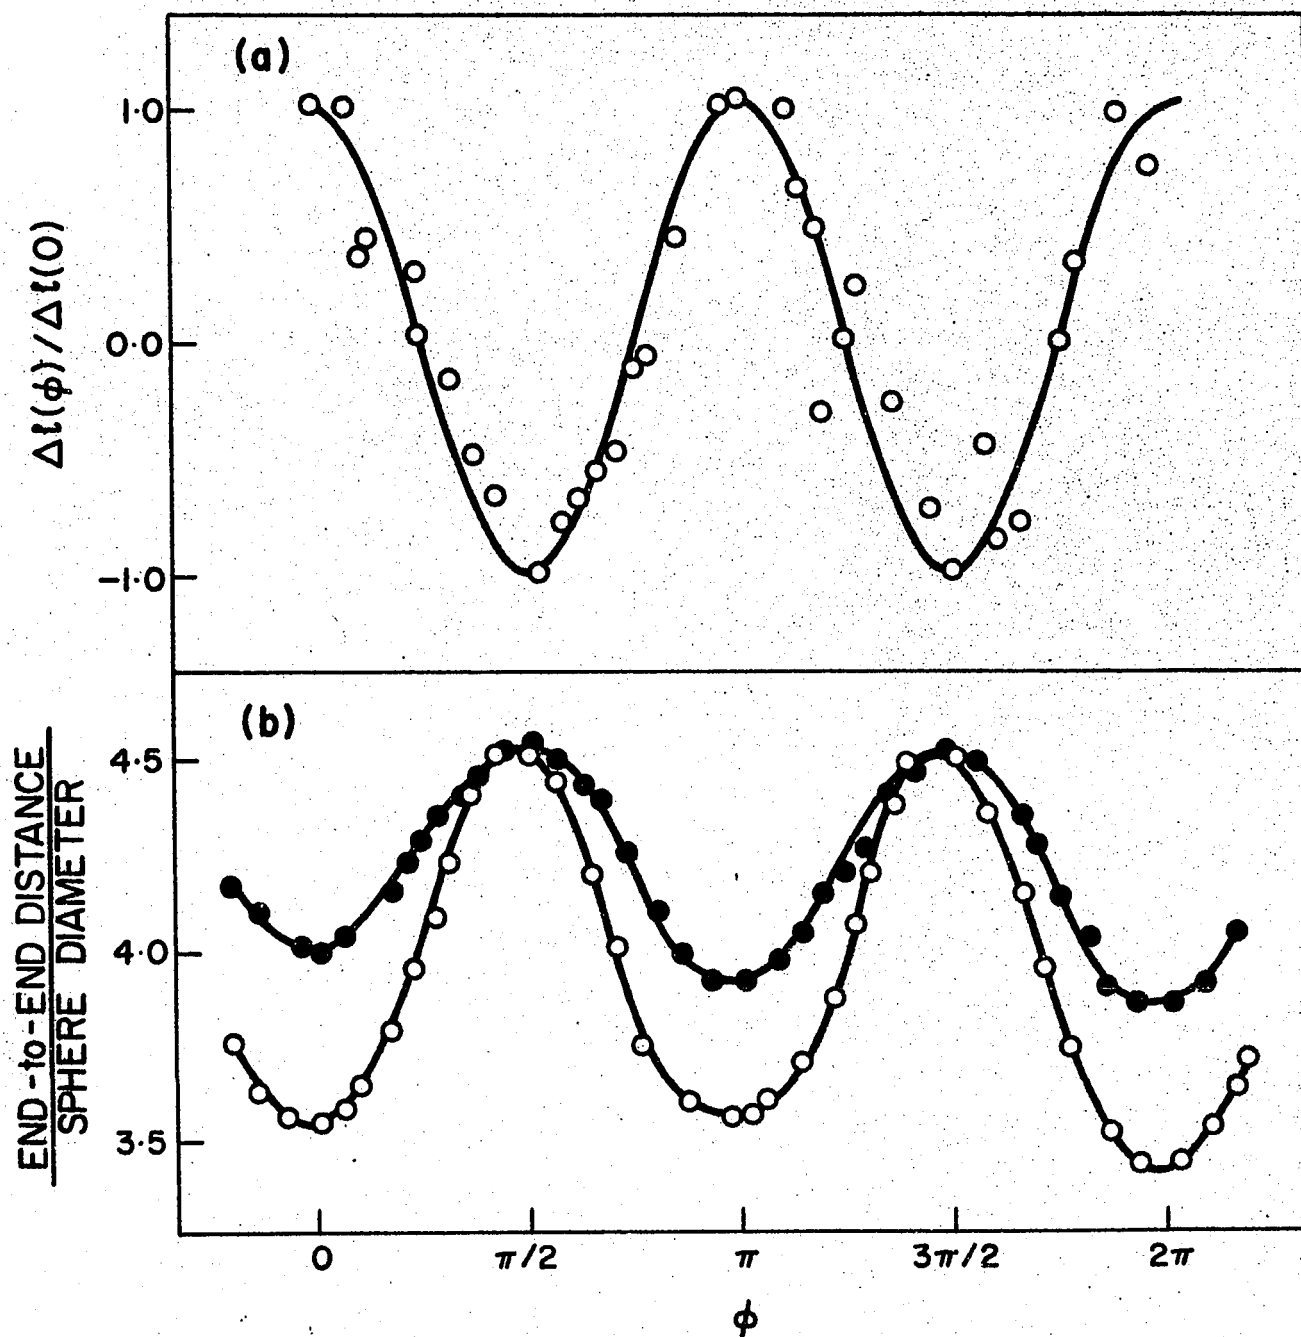 (a)
1·0
0·0
-1·0
Δℓ(ϕ)/Δℓ(0)
(b)
4·5
4·0
3·5
END-to-END DISTANCE
SPHERE DIAMETER
0
π/2
π
3π/2
2π
ϕ